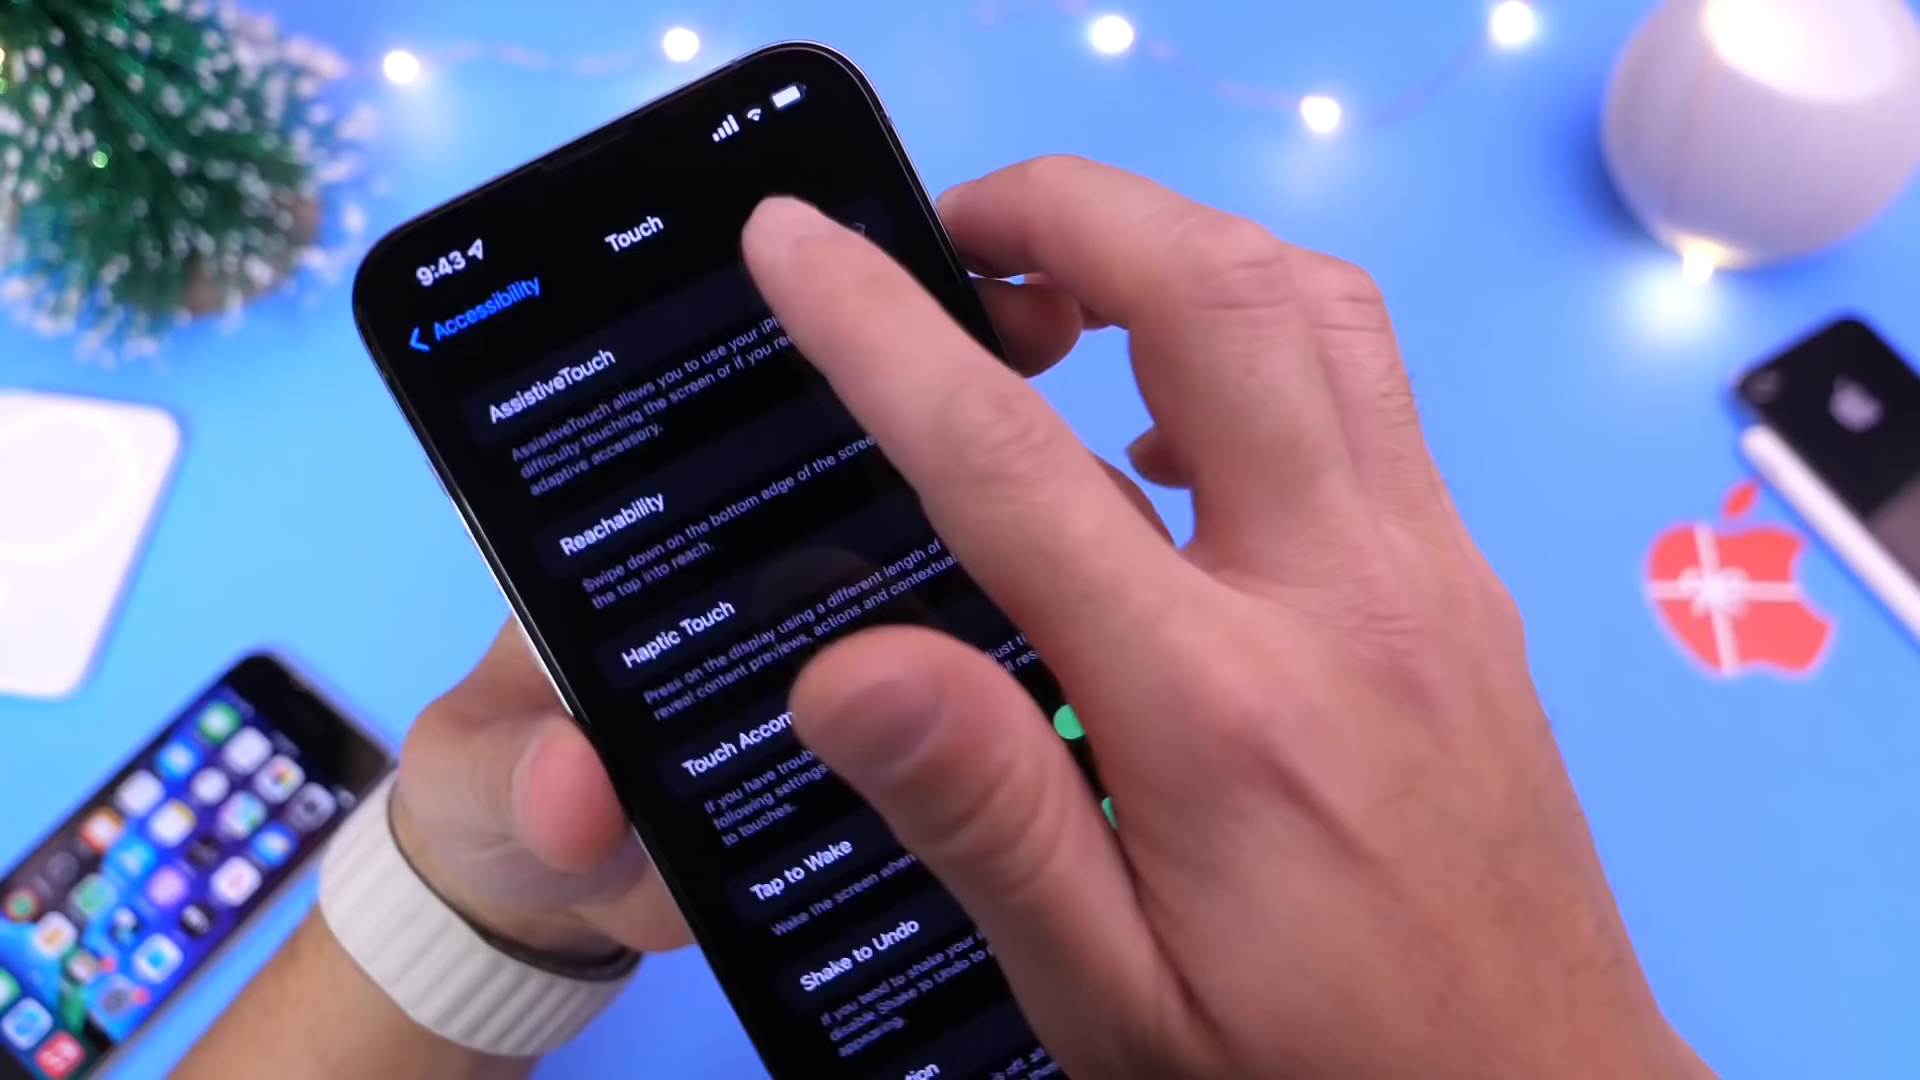 9:43
Accessibility
Touch
AssistiveTouch
AssistiveTouch allows you to use your iP
difficulty touching the screen or if you re
adaptive accessory.
Reachability
Swipe down on the bottom edge of the scree
the top into reach.
Haptic Touch
Press on the display using a different length of
reveal content previews, actions and contextual
Touch Accom
If you have troub
following settings
to touches.
Tap to Wake
Wake the screen when
Shake to Undo
If you tend to shake your
disable Shake to Undo to
appearing.